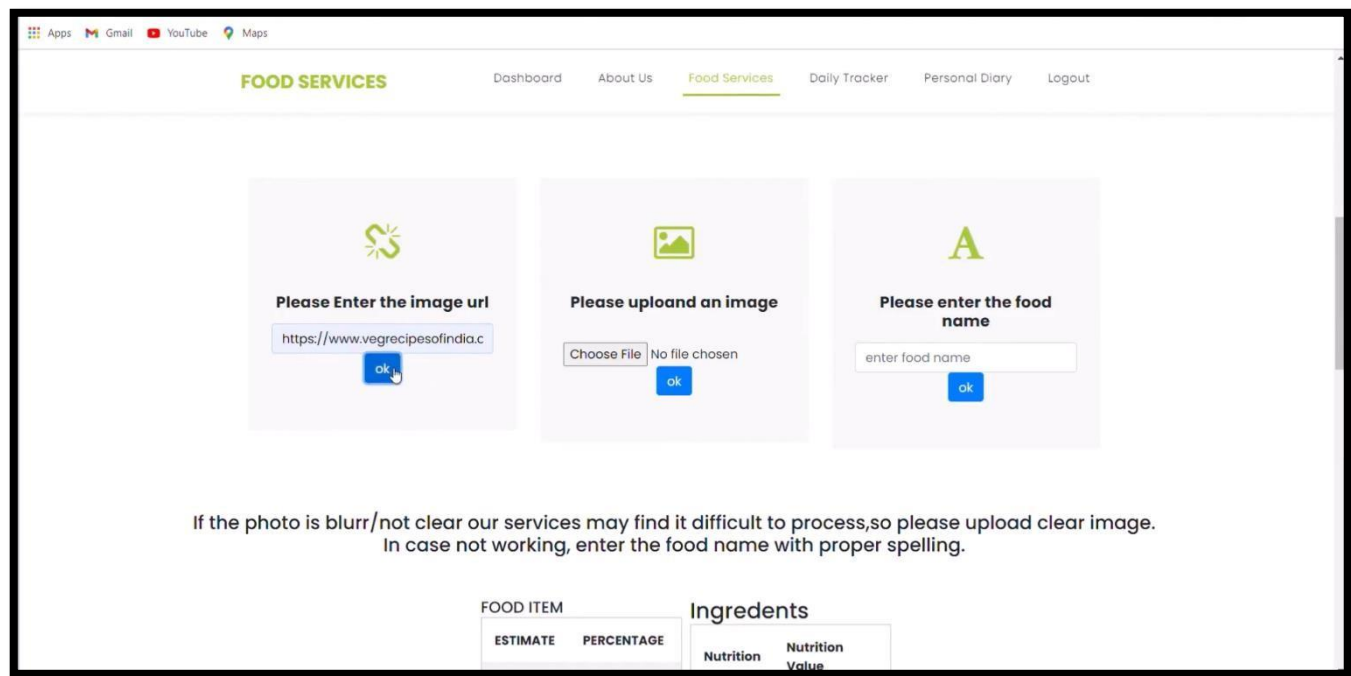 Apps Gmail YouTube Maps
FOOD SERVICES
Dashboard About Us Food Services Daily Tracker Personal Diary Logout
Please Enter the image url
https://www.vegrecipesofindia.c
ok
Please uploand an image
Choose File No file chosen
ok
A
Please enter the food
name
enter food name
ok
If the photo is blurr/not clear our services may find it difficult to process,so please upload clear image.
In case not working, enter the food name with proper spelling.
FOOD ITEM
ESTIMATE PERCENTAGE
Ingredents
Nutrition Nutrition
Value